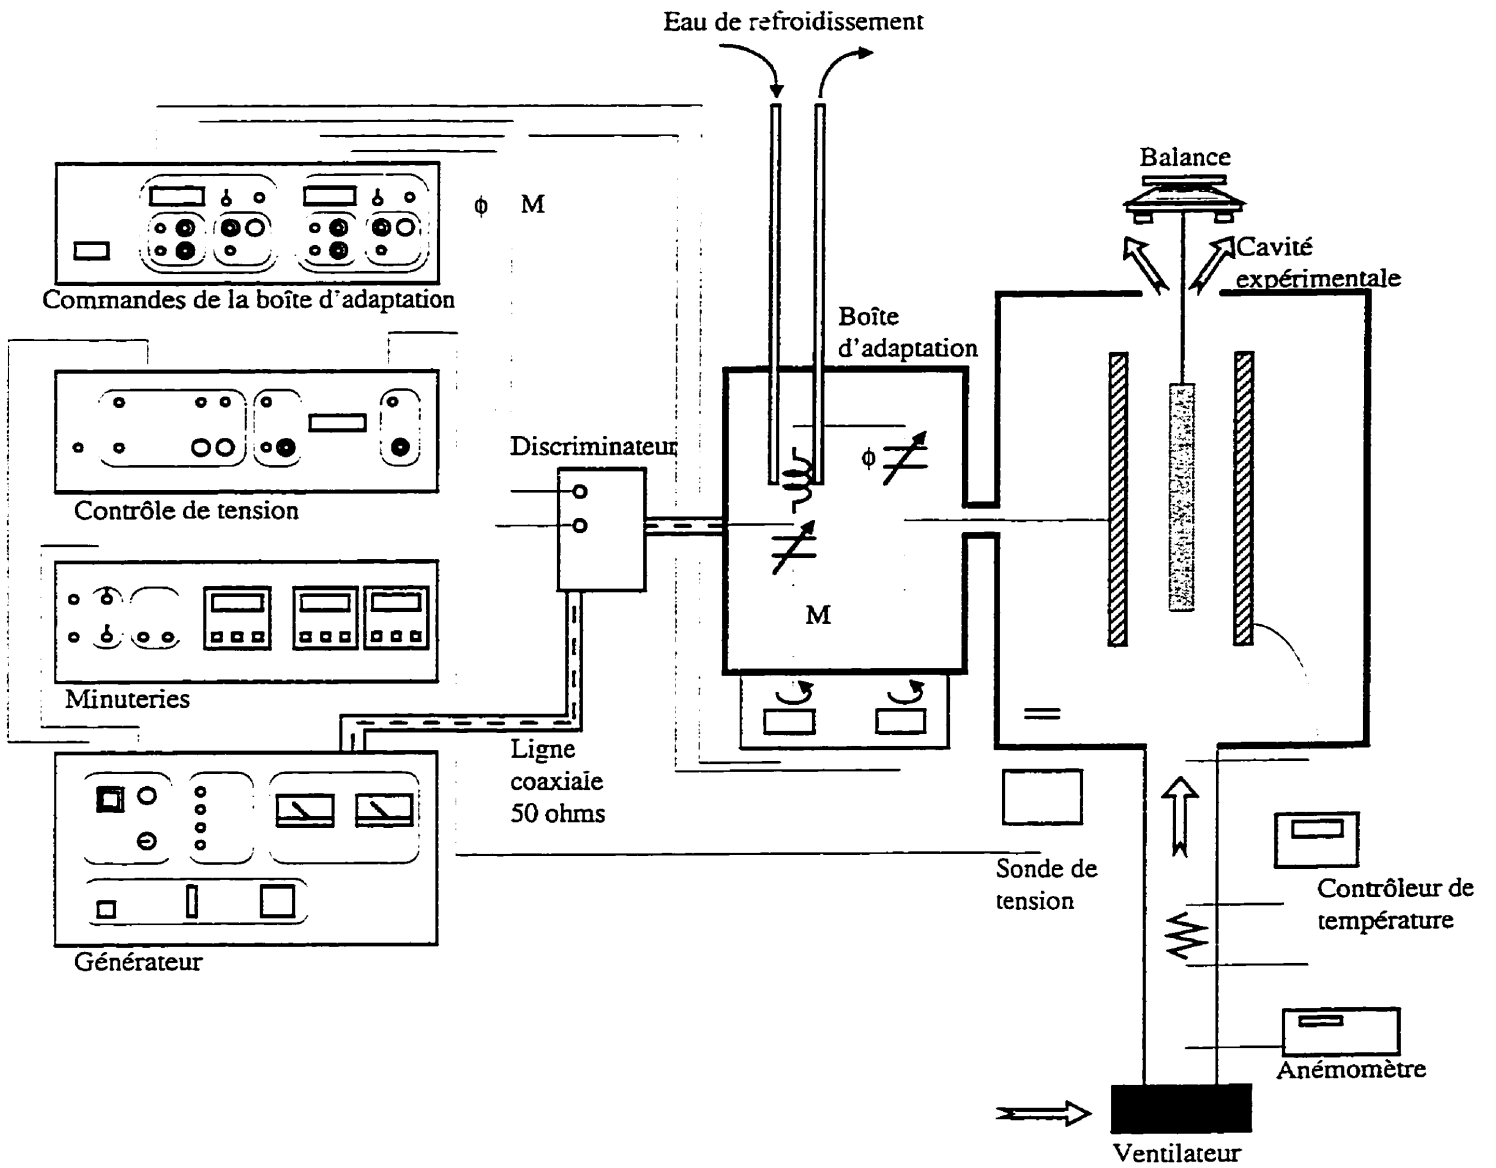 Eau de refroidissement
Balance
Cavité
expérimentale
ϕ M
Commandes de la boîte d'adaptation
Boîte
d'adaptation
Discriminateur
ϕ
Contrôle de tension
M
Minuteries
Ligne
coaxiale
50 ohms
Sonde de
tension
Contrôleur de
température
Générateur
Anémomètre
Ventilateur